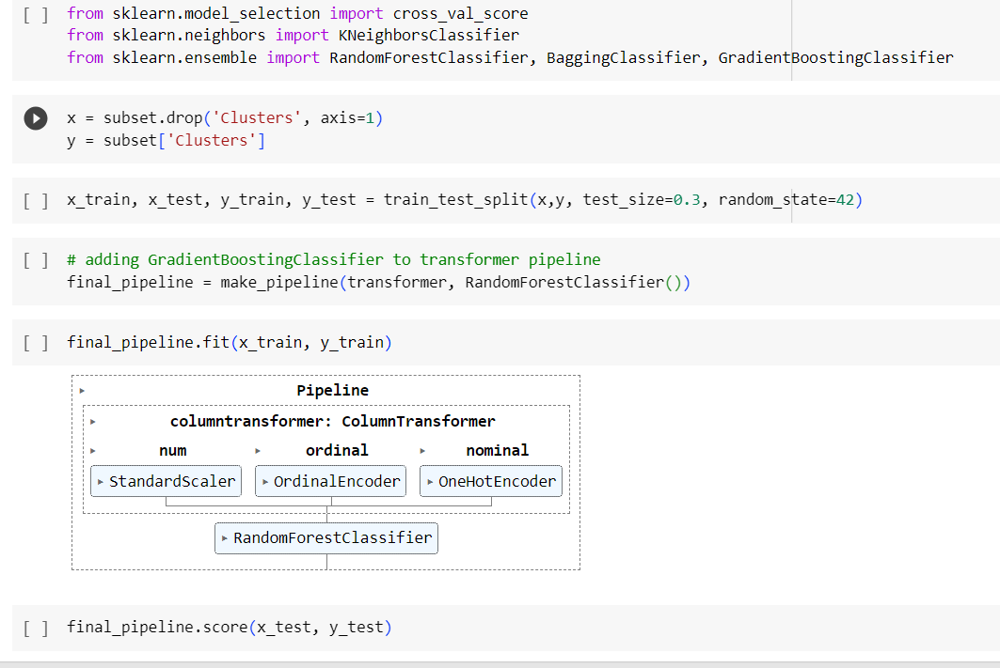 [ ] from sklearn.model_selection import cross_val_score
from sklearn.neighbors import KNeighborsClassifier
from sklearn.ensemble import RandomForestClassifier, BaggingClassifier, GradientBoostingClassifier
x = subset.drop('Clusters', axis=1)
y = subset['Clusters']
[ ] x_train, x_test, y_train, y_test = train_test_split(x,y, test_size=0.3, random_state=42)
[ ] # adding GradientBoostingClassifier to transformer pipeline
final_pipeline = make_pipeline(transformer, RandomForestClassifier())
[ ] final_pipeline.fit(x_train, y_train)
Pipeline
columntransformer: ColumnTransformer
num ordinal nominal
StandardScaler OrdinalEncoder OneHotEncoder
RandomForestClassifier
[ ] final_pipeline.score(x_test, y_test)